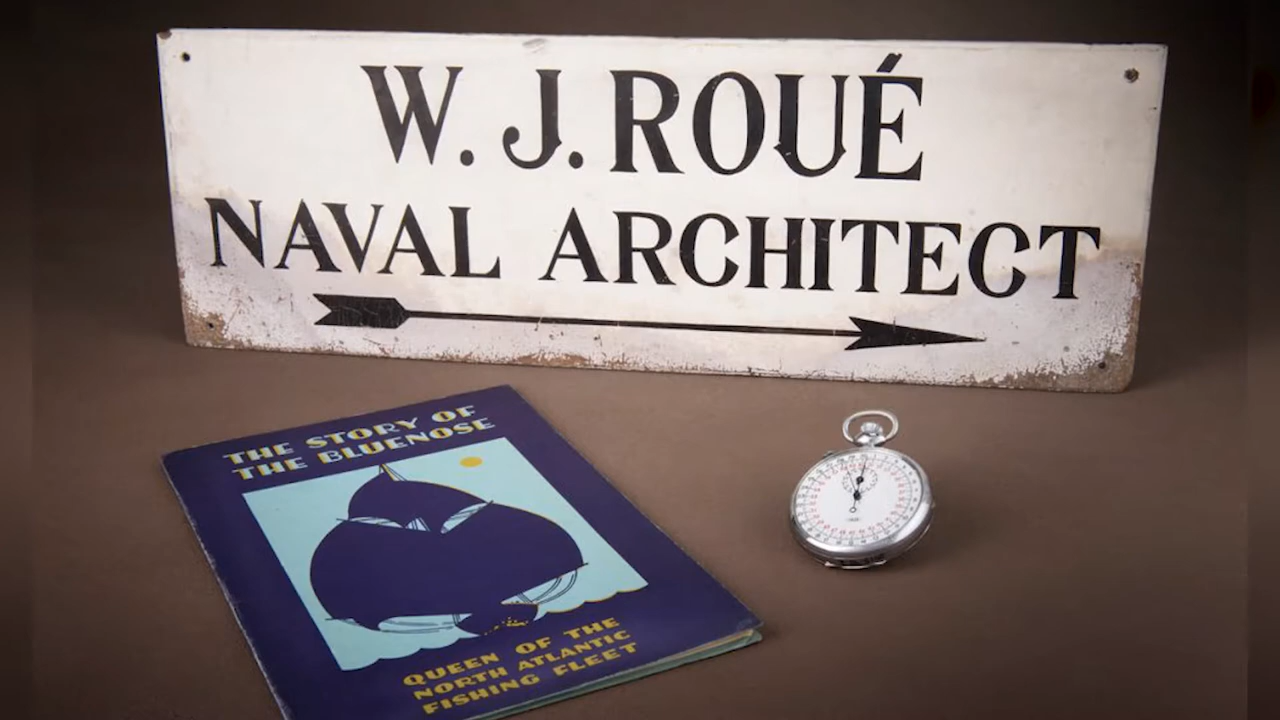 W. J. ROUÉ
NAVAL ARCHITECT
THE STORY OF
THE BLUENOSE
QUEEN OF THE
NORTH ATLANTIC
FISHING FLEET